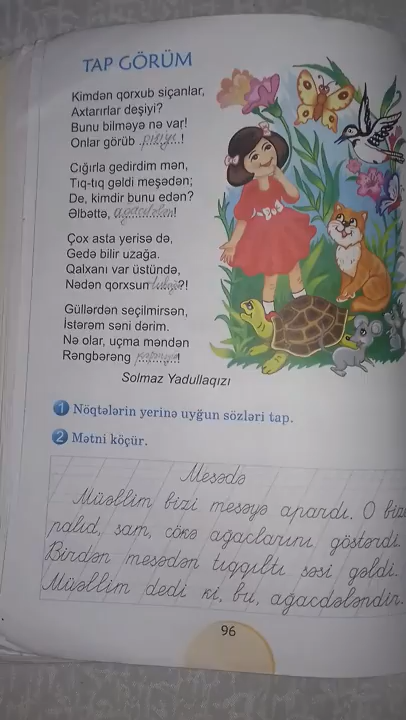 TAP GÖRÜM
Kimdən qorxub siçanlar,
Axtarırlar deşiyi?
Bunu bilməyə nə var!
Onlar görüb pişiyi!
Cığırla gedirdim mən,
Tıq-tıq gəldi meşədən;
De, kimdir bunu edən?
Əlbəttə, ağacdələn!
Çox asta yerisə də,
Gedə bilir uzağa.
Qalxanı var üstündə,
Nədən qorxsun ?!
Güllərdən seçilmirsən,
İstərəm səni dərim.
Nə olar, uçma məndən
Rəngbərəng !
Solmaz Yadullaqızı
1 Nöqtələrin yerinə uyğun sözləri tap.
2 Mətni köçür.
Meşədə
Müəllim bizi meşəyə apardı. O bizə
palıd, şam, cökə ağaclarını göstərdi.
Birdən meşədən tıqqıltı səsi gəldi.
Müəllim dedi ki, bu, ağacdələndir.
96